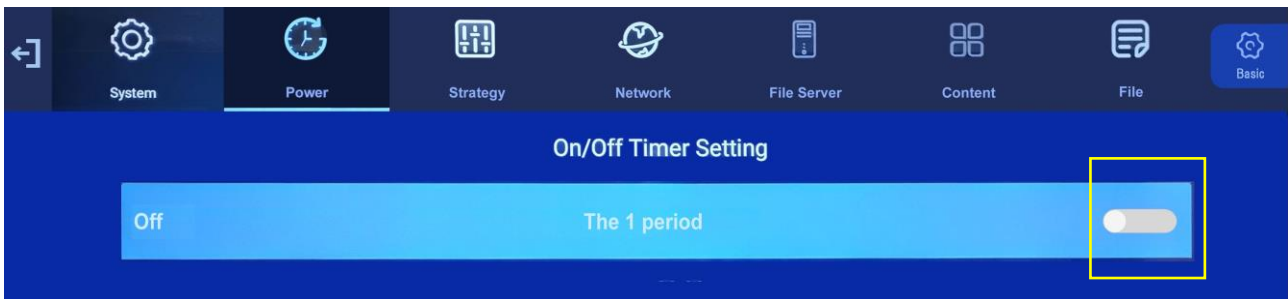 System
Power
Strategy
Network
File Server
Content
File
Basic
On/Off Timer Setting
Off
The 1 period